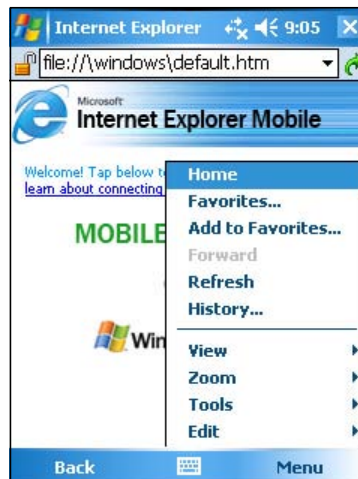 Internet Explorer 9:05
file://\windows\default.htm
Microsoft
Internet Explorer Mobile
Welcome! Tap below t
learn about connecting
MOBILE
Win
Home
Favorites...
Add to Favorites...
Forward
Refresh
History...
View
Zoom
Tools
Edit
Back Menu